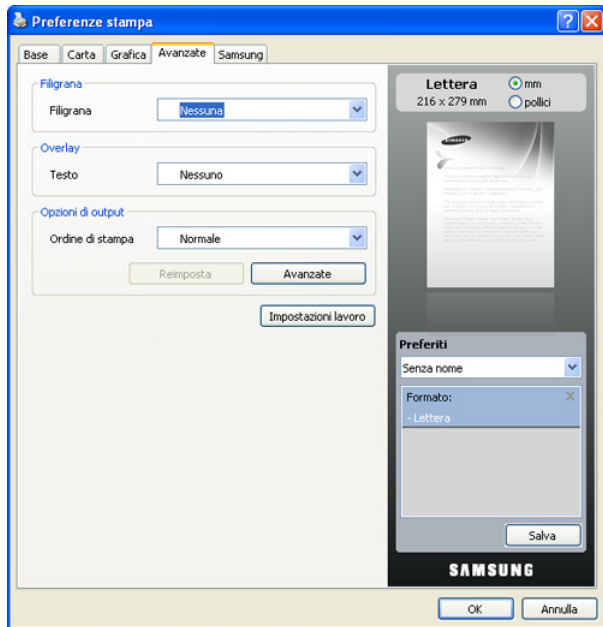 Preferenze stampa
Base Carta Grafica Avanzate Samsung
Filigrana
Filigrana Nessuna
Overlay
Testo Nessuno
Opzioni di output
Ordine di stampa Normale
Reimposta Avanzate
Impostazioni lavoro
Lettera
216 x 279 mm
mm
pollici
SAMSUNG
Preferiti
Senza nome
Formato:
- Lettera
X
Salva
SAMSUNG
OK Annulla